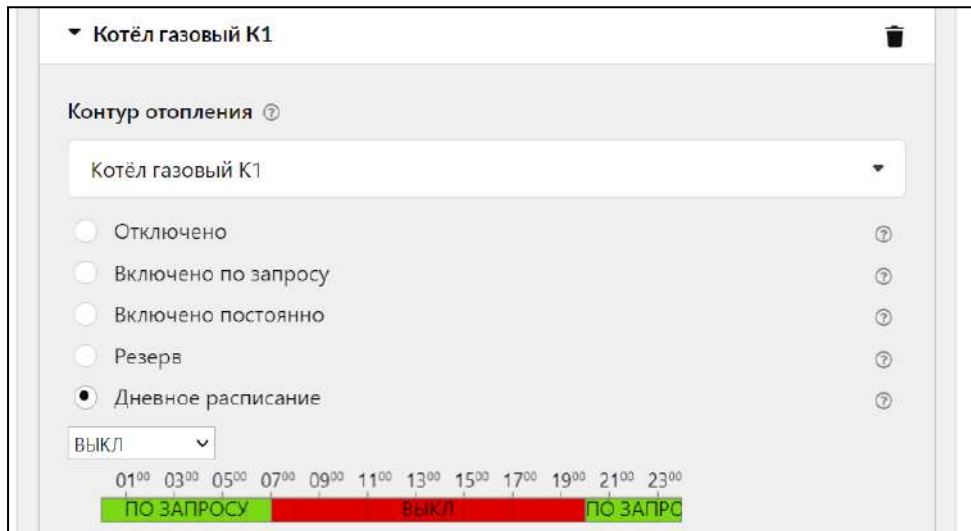 Котёл газовый К1
Контур отопления ?
Котёл газовый К1
Отключено ?
Включено по запросу ?
Включено постоянно ?
Резерв ?
Дневное расписание ?
ВЫКЛ
01⁰⁰ 03⁰⁰ 05⁰⁰ 07⁰⁰ 09⁰⁰ 11⁰⁰ 13⁰⁰ 15⁰⁰ 17⁰⁰ 19⁰⁰ 21⁰⁰ 23⁰⁰
ПО ЗАПРОСУ ВЫКЛ ПО ЗАПРО